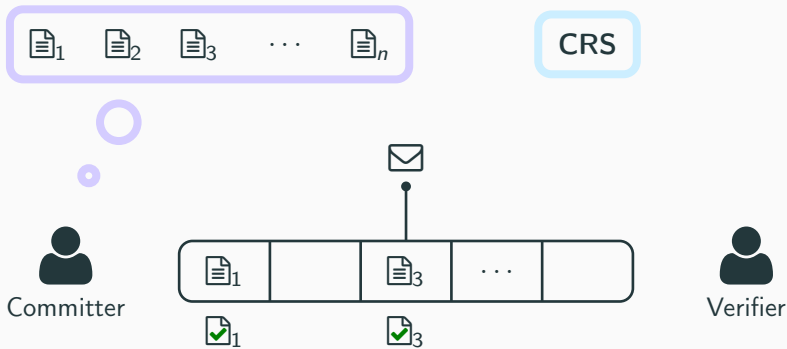 1 2 3 ··· n
CRS
1 3 ···
Committer
Verifier
1 3